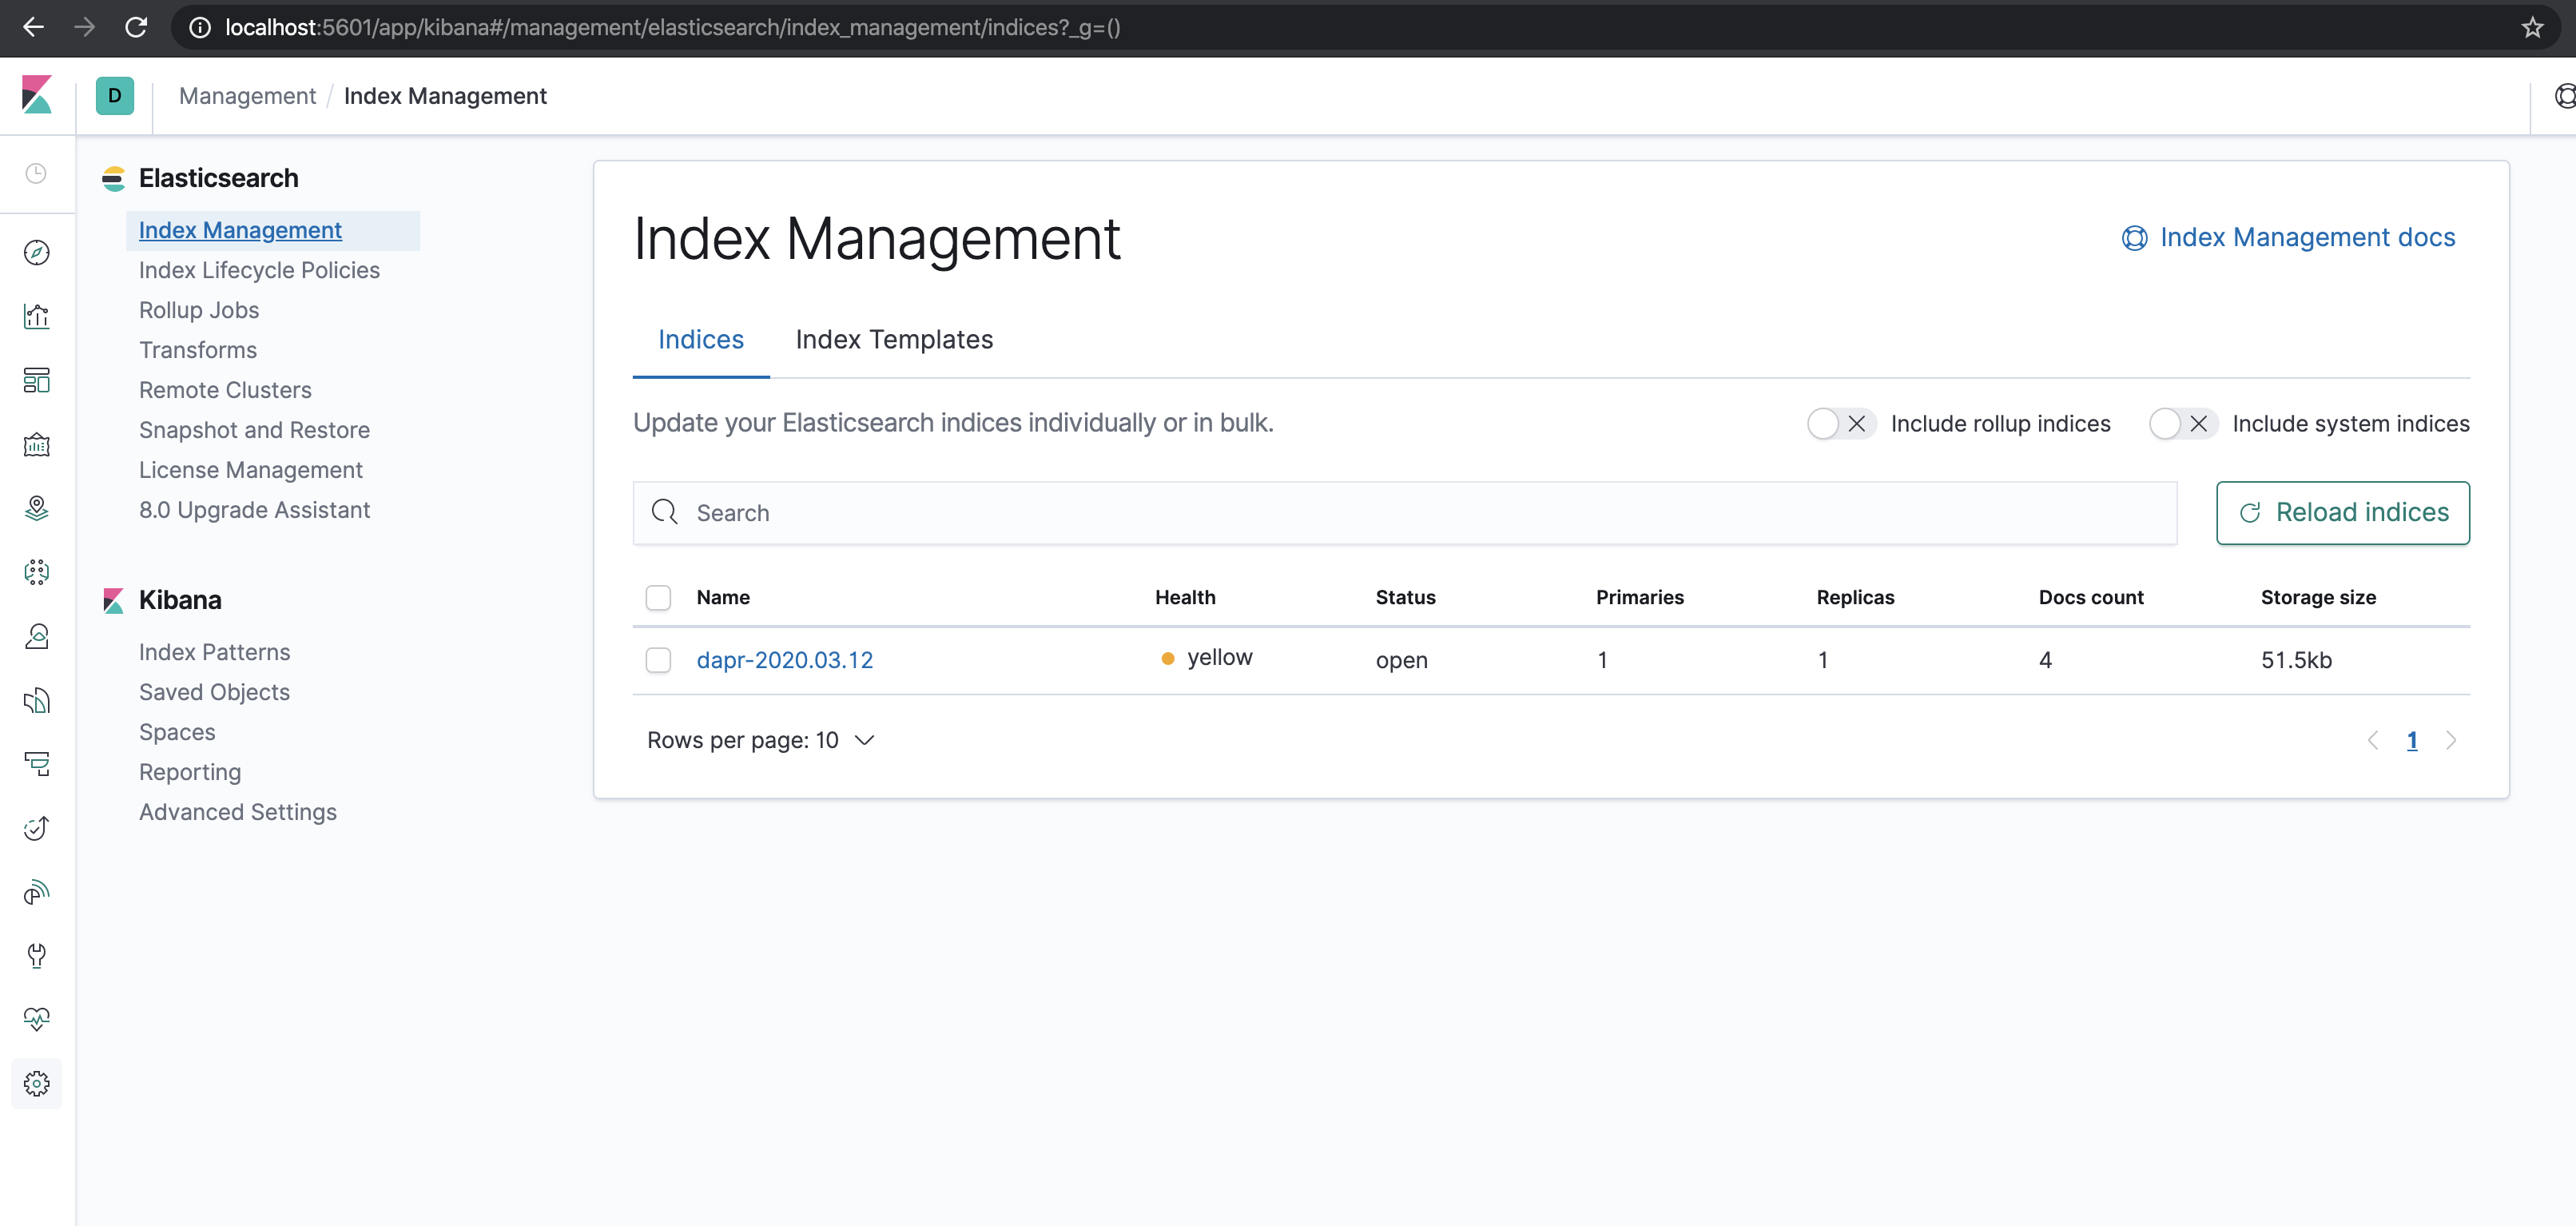 localhost:5601/app/kibana#/management/elasticsearch/index_management/indices?_g=()
D
Management / Index Management
Elasticsearch
Index Management
Index Lifecycle Policies
Rollup Jobs
Transforms
Remote Clusters
Snapshot and Restore
License Management
8.0 Upgrade Assistant
Kibana
Index Patterns
Saved Objects
Spaces
Reporting
Advanced Settings
Index Management
Index Management docs
Indices Index Templates
Update your Elasticsearch indices individually or in bulk.
Include rollup indices Include system indices
Search
Reload indices
Name Health Status Primaries Replicas Docs count Storage size
dapr-2020.03.12 yellow open 1 1 4 51.5kb
Rows per page: 10
1